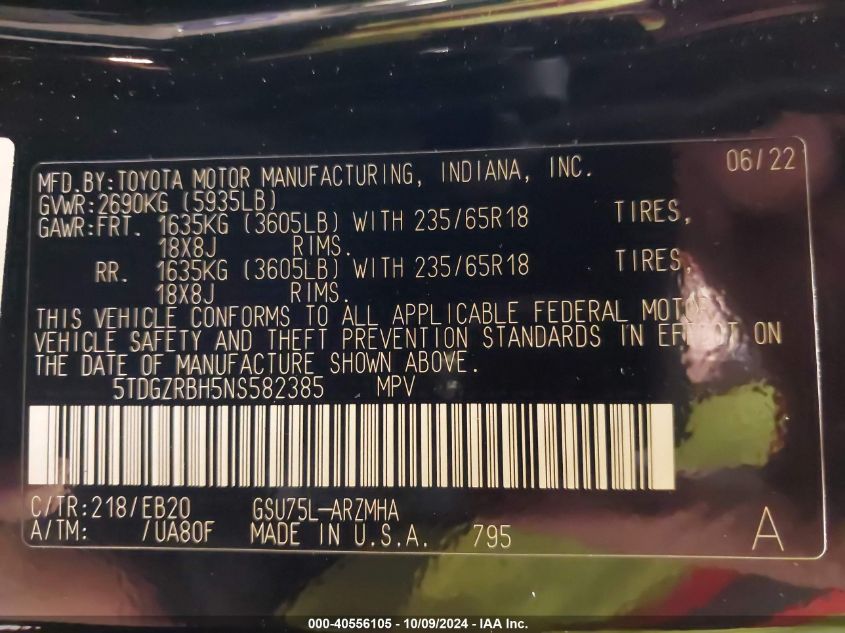 MFD.BY:TOYOTA MOTOR MANUFACTURING, INDIANA, INC. 06/22
GVWR:2690KG (5935LB)
GAWR:FRT. 1635KG (3605LB) WITH 235/65R18 TIRES,
18X8J RIMS.
RR. 1635KG (3605LB) WITH 235/65R18 TIRES,
18X8J RIMS.
THIS VEHICLE CONFORMS TO ALL APPLICABLE FEDERAL MOTOR
VEHICLE SAFETY AND THEFT PREVENTION STANDARDS IN EFFECT ON
THE DATE OF MANUFACTURE SHOWN ABOVE.
5TDGZRBH5NS582385 MPV
C/TR:218/EB20 GSU75L-ARZMHA
A/TM: /UA80F MADE IN U.S.A. 795 A
000-40556105 - 10/09/2024 - IAA Inc.